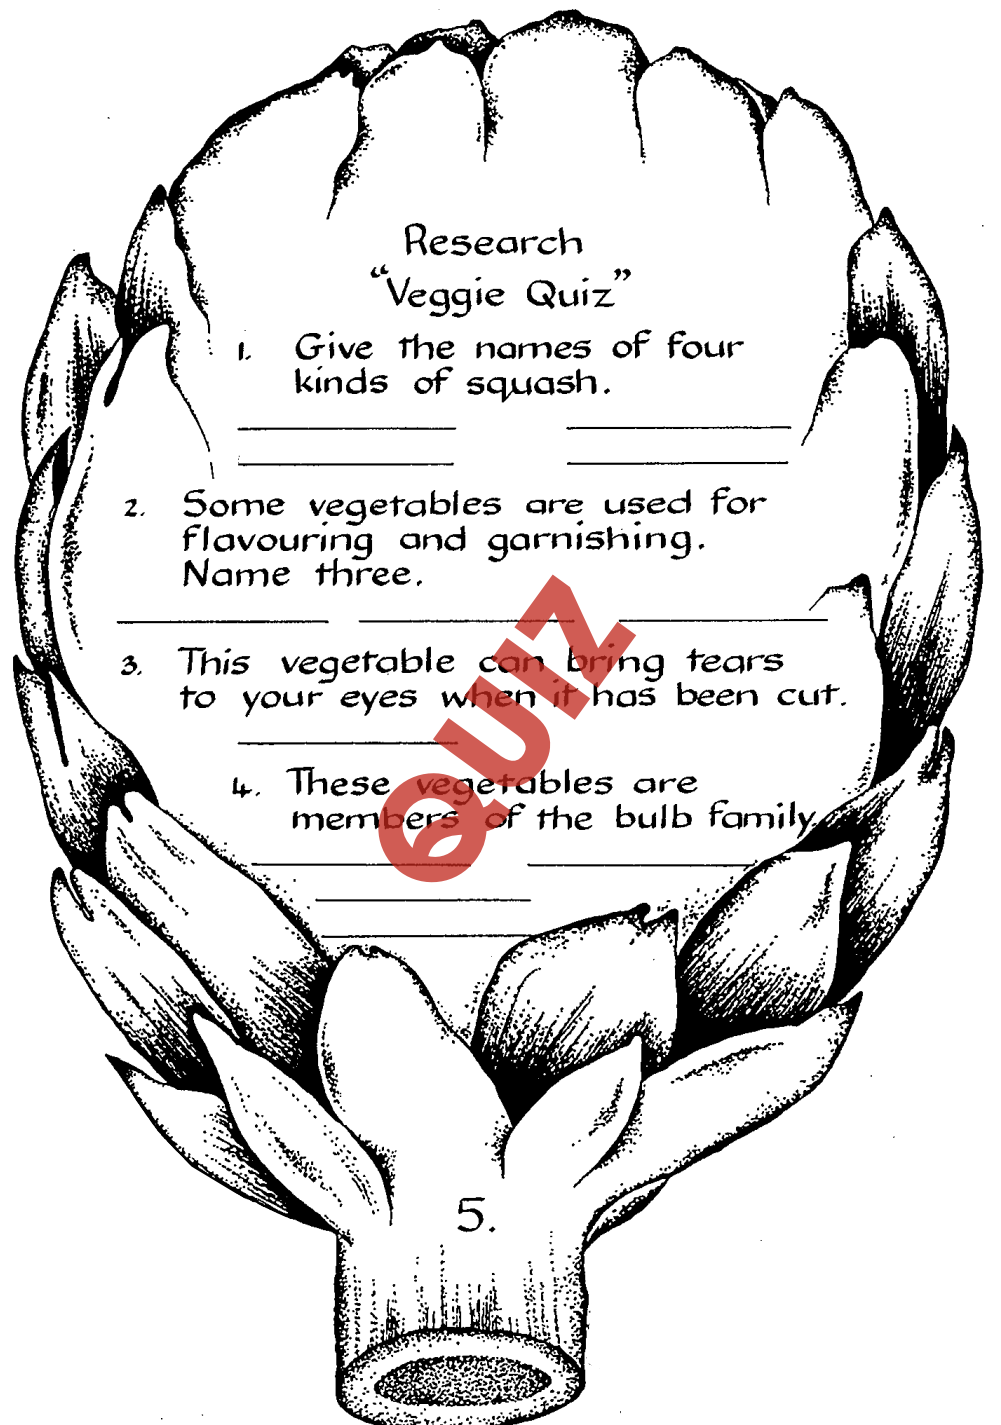 Research
“Veggie Quiz”
1. Give the names of four
kinds of squash.
2. Some vegetables are used for
flavouring and garnishing.
Name three.
3. This vegetable can bring tears
to your eyes when it has been cut.
4. These vegetables are
members of the bulb family
QUIZ
5.